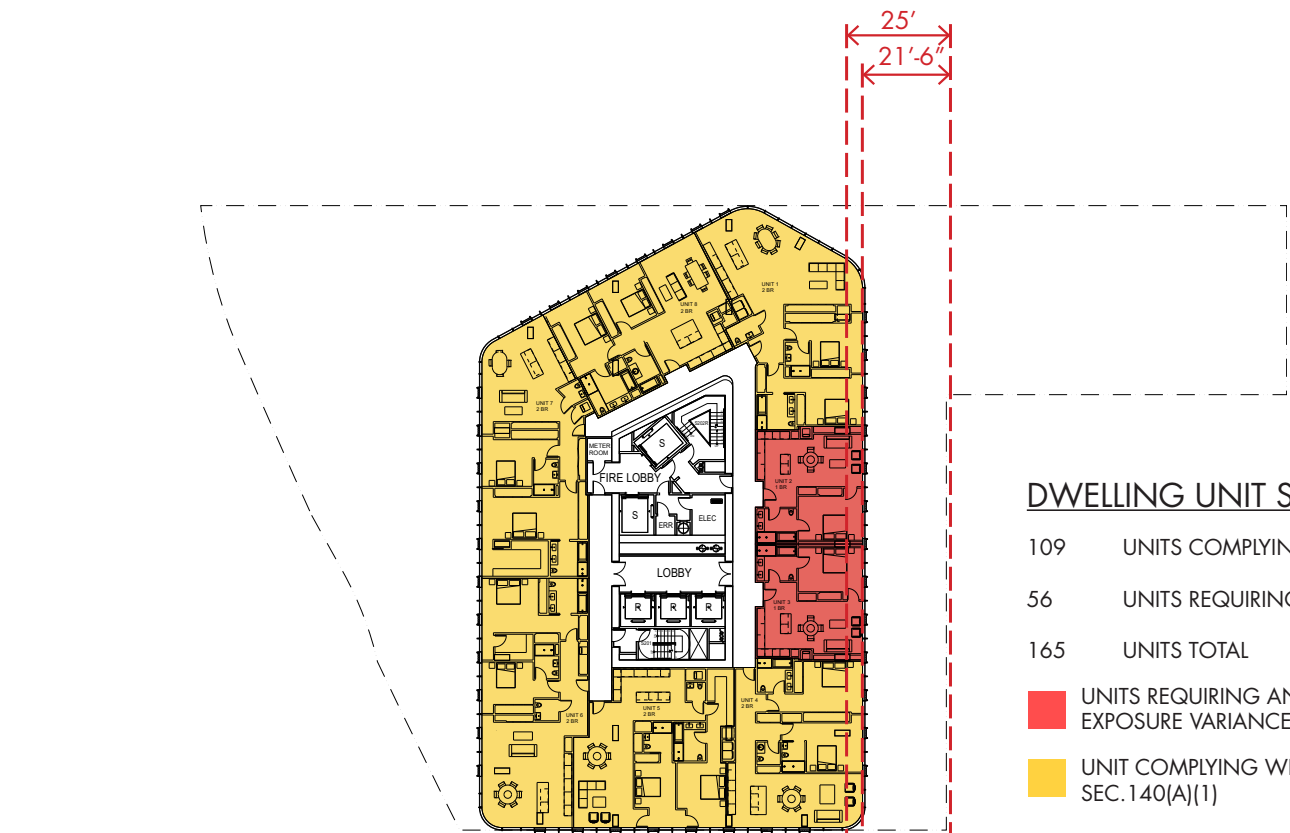 25’
21’-6”
UNIT 1
2 BR
UNIT 8
2 BR
UNIT 7
2 BR
METER
ROOM
S
FIRE LOBBY
UNIT 2
1 BR
S
ERR
ELEC
LOBBY
UNIT 3
1 BR
R R R
UNIT 4
2 BR
UNIT 5
2 BR
UNIT 6
2 BR
DWELLING UNIT S
109 UNITS COMPLYIN
56 UNITS REQUIRING
165 UNITS TOTAL
UNITS REQUIRING AN
EXPOSURE VARIANCE
UNIT COMPLYING WI
SEC.140(A)(1)